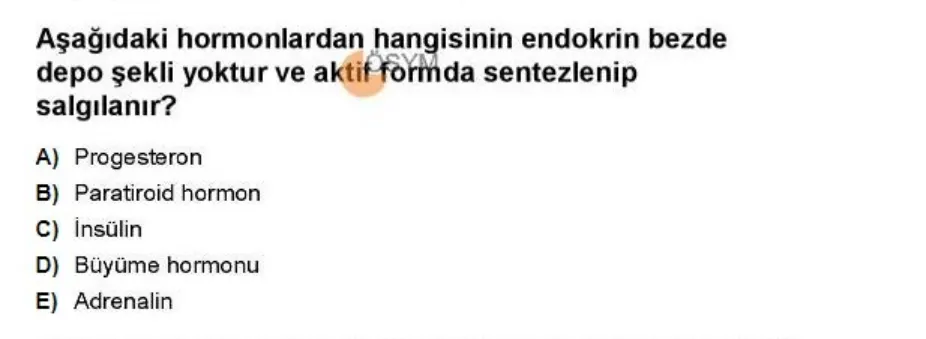 Aşağıdaki hormonlardan hangisinin endokrin bezde
ÖSYM
depo şekli yoktur ve aktif formda sentezlenip
salgılanır?
A) Progesteron
B) Paratiroid hormon
C) İnsülin
D) Büyüme hormonu
E) Adrenalin